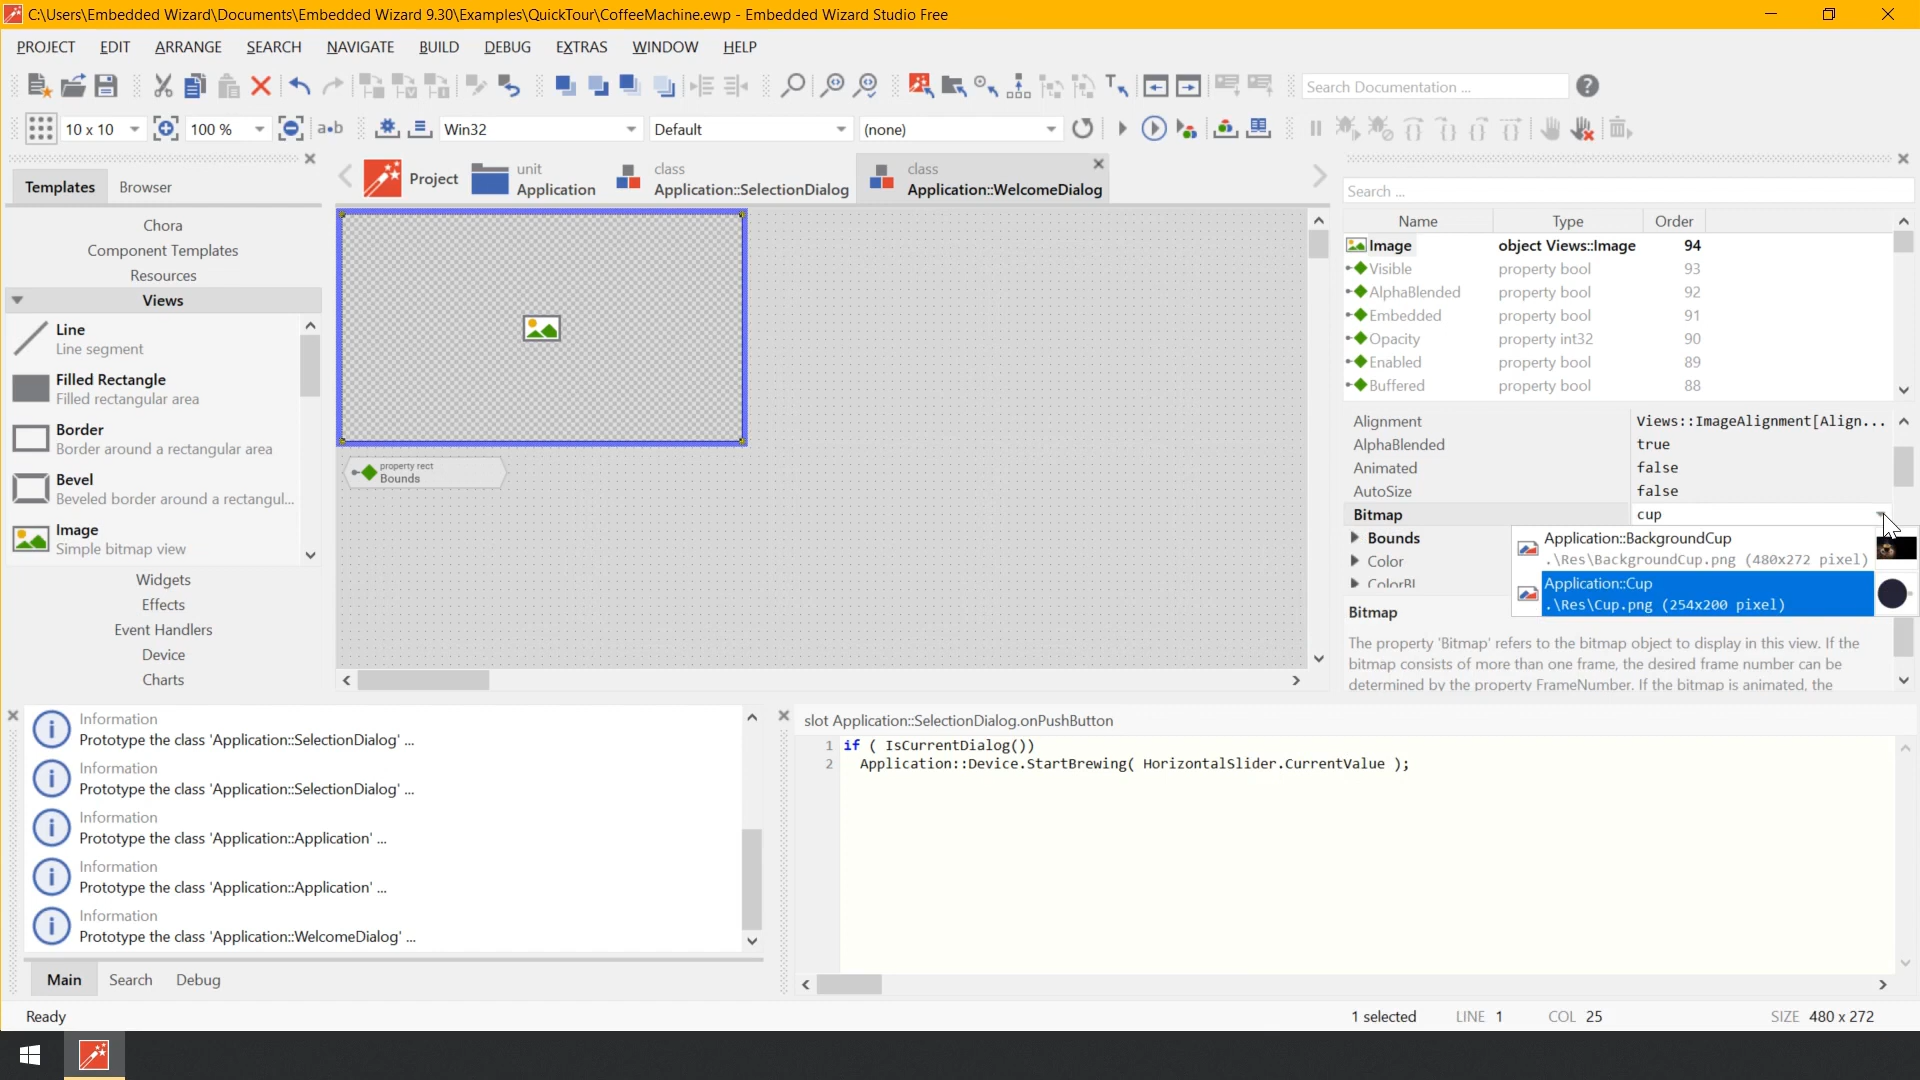 C:\Users\Embedded Wizard\Documents\Embedded Wizard 9.30\Examples\QuickTour\CoffeeMachine.ewp - Embedded Wizard Studio Free
PROJECT EDIT ARRANGE SEARCH NAVIGATE BUILD DEBUG EXTRAS WINDOW HELP
Search Documentation ...
10 x 10 100 % a•b Win32 Default (none)
Templates Browser
Project
unit
Application
class
Application::SelectionDialog
class
Application::WelcomeDialog
Chora
Component Templates
Resources
Views
Line
Line segment
Filled Rectangle
Filled rectangular area
Border
Border around a rectangular area
Bevel
Beveled border around a rectangul...
Image
Simple bitmap view
Widgets
Effects
Event Handlers
Device
Charts
property rect
Bounds
Search ...
Name Type Order
Image object Views::Image 94
Visible property bool 93
AlphaBlended property bool 92
Embedded property bool 91
Opacity property int32 90
Enabled property bool 89
Buffered property bool 88
Alignment Views::ImageAlignment[Align...
AlphaBlended true
Animated false
AutoSize false
Bitmap cup
Bounds
Color
ColorBl
Application::BackgroundCup
.\Res\BackgroundCup.png (480x272 pixel)
Application::Cup
.\Res\Cup.png (254x200 pixel)
Bitmap
The property 'Bitmap' refers to the bitmap object to display in this view. If the
bitmap consists of more than one frame, the desired frame number can be
determined by the property FrameNumber. If the bitmap is animated, the
Information
Prototype the class 'Application::SelectionDialog' ...
Information
Prototype the class 'Application::SelectionDialog' ...
Information
Prototype the class 'Application::Application' ...
Information
Prototype the class 'Application::Application' ...
Information
Prototype the class 'Application::WelcomeDialog' ...
Main Search Debug
slot Application::SelectionDialog.onPushButton
1 if ( IsCurrentDialog())
2 Application::Device.StartBrewing( HorizontalSlider.CurrentValue );
Ready
1 selected LINE 1 COL 25 SIZE 480 x 272